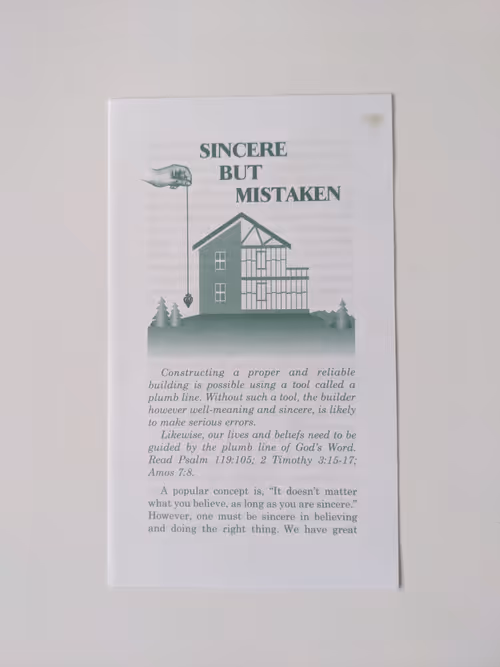 SINCERE
BUT
MISTAKEN
Constructing a proper and reliable
building is possible using a tool called a
plumb line. Without such a tool, the builder
however well-meaning and sincere, is likely
to make serious errors.
Likewise, our lives and beliefs need to be
guided by the plumb line of God's Word.
Read Psalm 119:105; 2 Timothy 3:15-17;
Amos 7:8.
A popular concept is, "It doesn't matter
what you believe, as long as you are sincere."
However, one must be sincere in believing
and doing the right thing. We have great